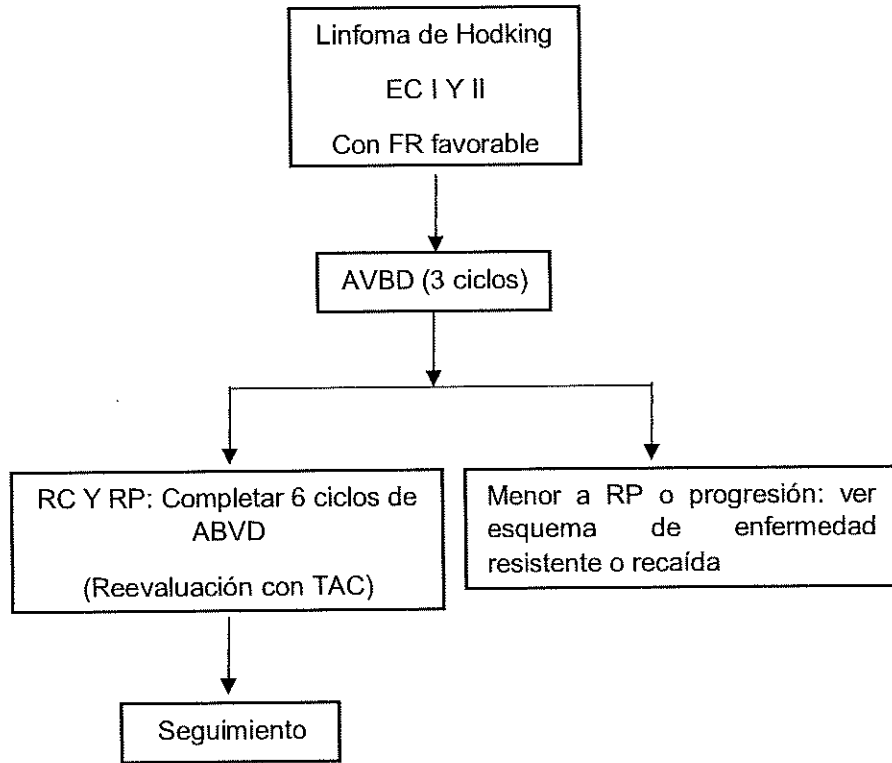 Linfoma de Hodking
EC I Y II
Con FR favorable
AVBD (3 ciclos)
RC Y RP: Completar 6 ciclos de
ABVD
(Reevaluación con TAC)
Menor a RP o progresión: ver
esquema de enfermedad
resistente o recaída
Seguimiento